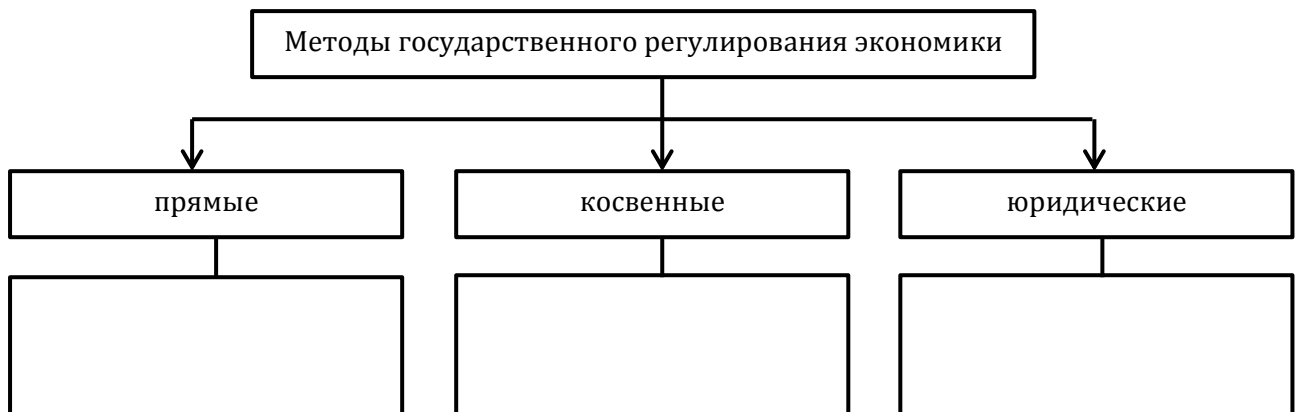 Методы государственного регулирования экономики
прямые
косвенные
юридические